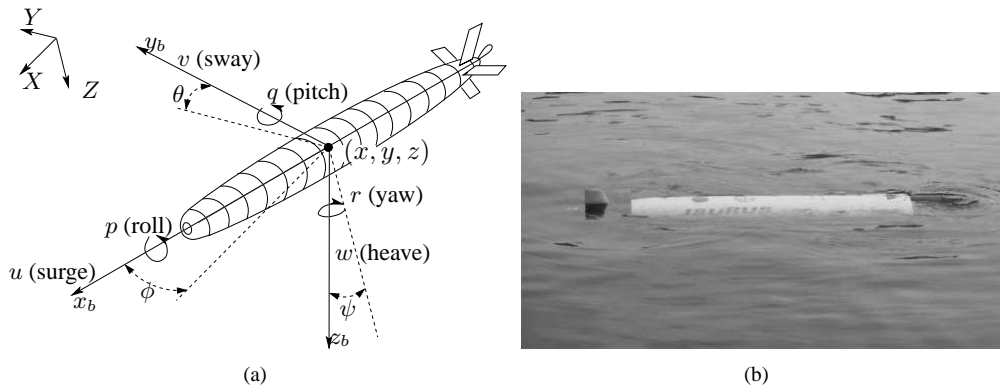 Y
X
Z
y_b
v (sway)
θ
q (pitch)
(x, y, z)
r (yaw)
p (roll)
w (heave)
u (surge)
x_b
ϕ
ψ
z_b
ISURUS
(a)
(b)